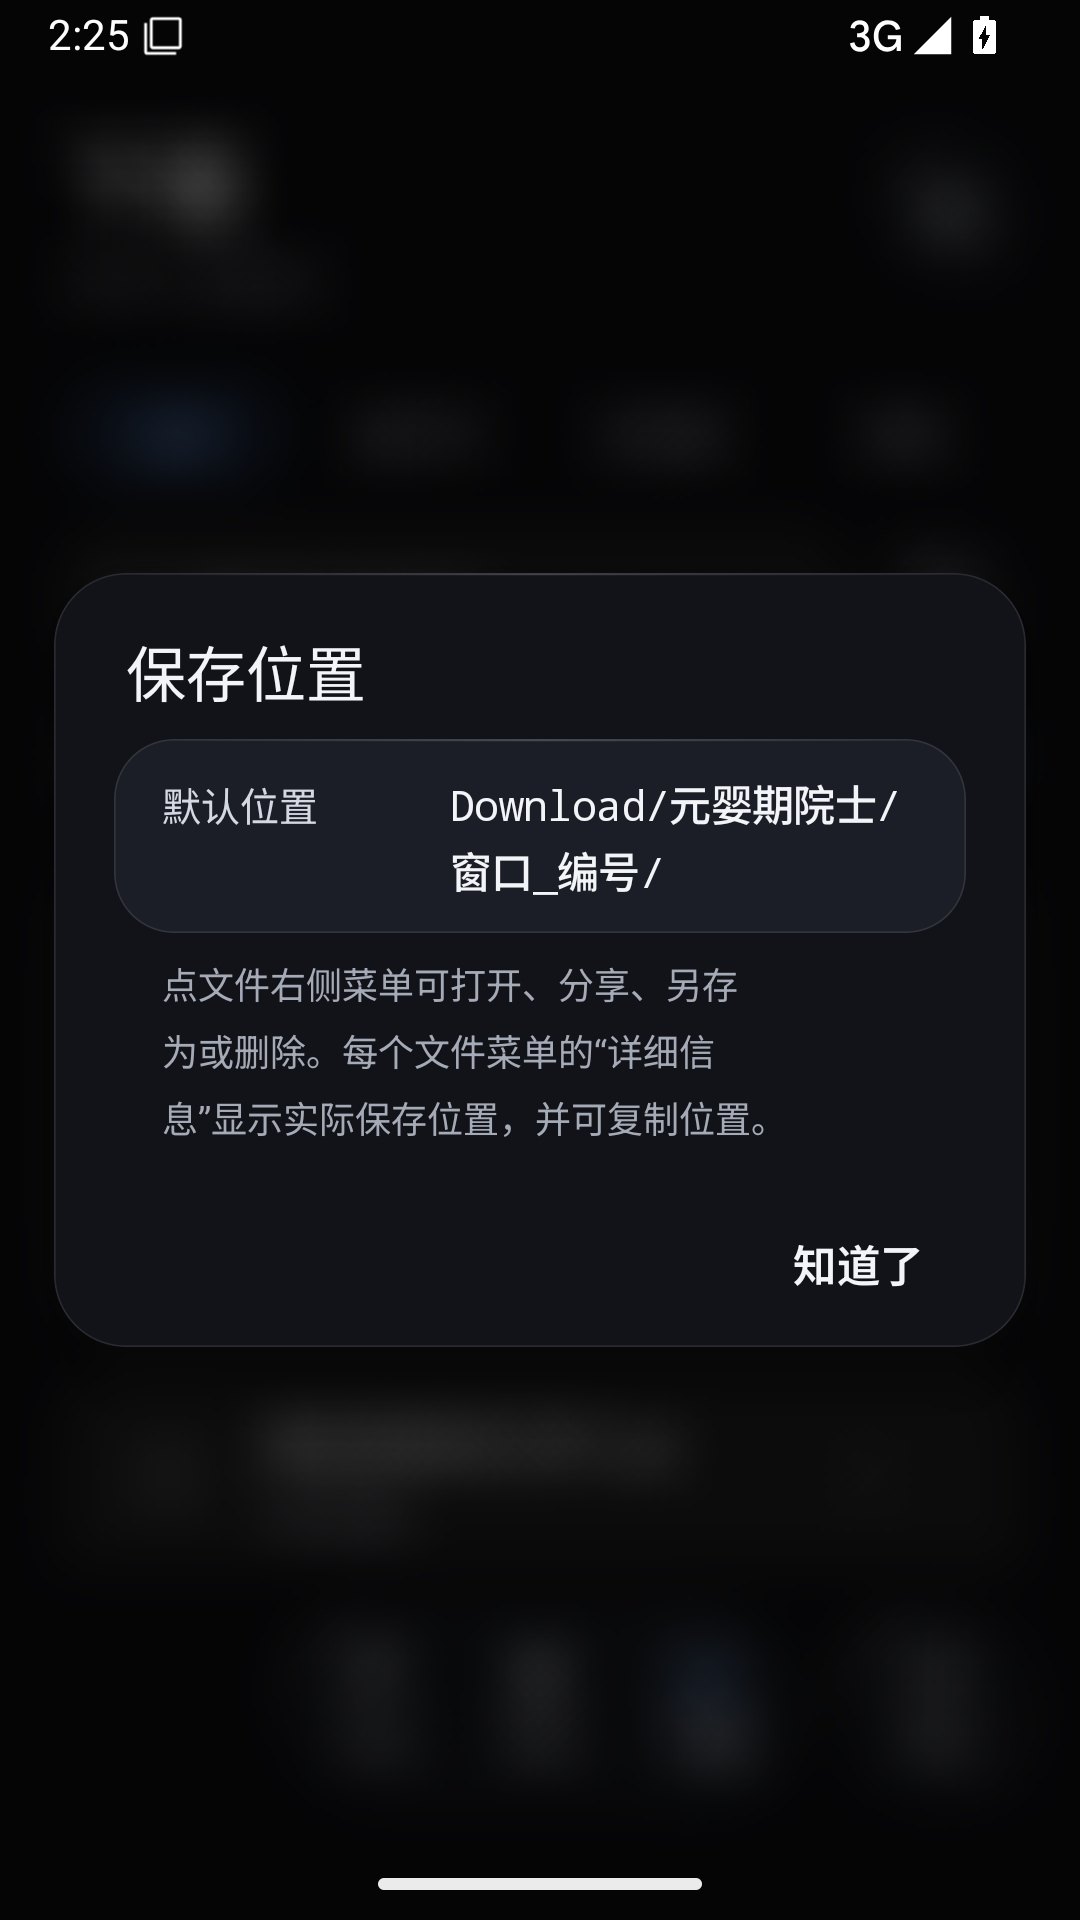 2:25
3G
保存位置
默认位置
Download/元婴期院士/
窗口_编号/
点文件右侧菜单可打开、分享、另存
为或删除。每个文件菜单的“详细信
息”显示实际保存位置，并可复制位置。
知道了